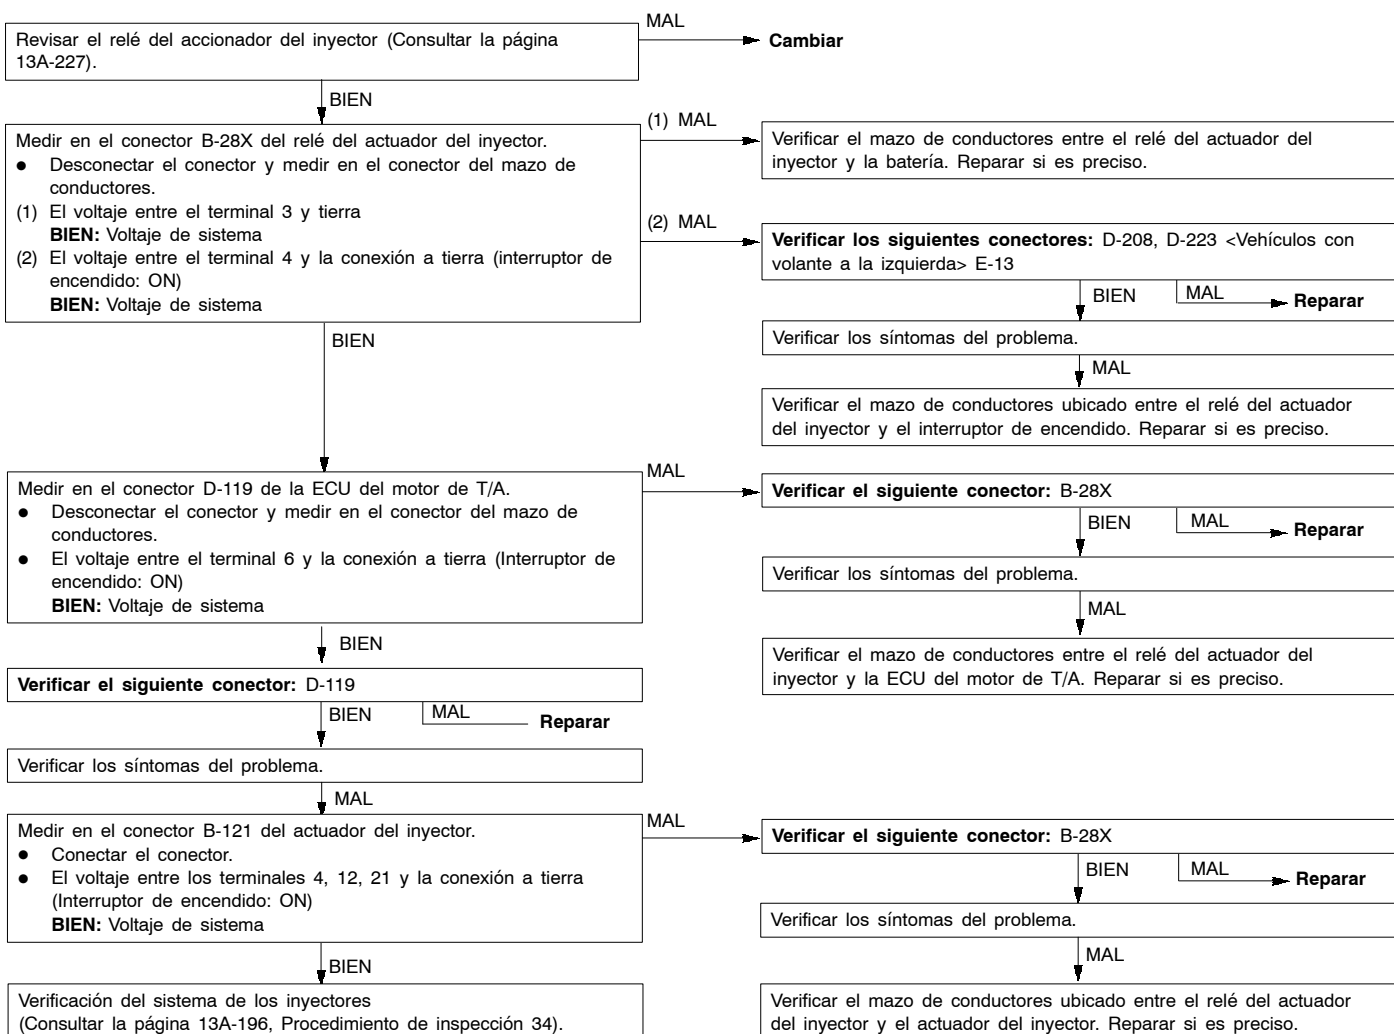 Revisar el relé del accionador del inyector (Consultar la página
13A-227).
MAL
Cambiar
BIEN
Medir en el conector B-28X del relé del actuador del inyector.
● Desconectar el conector y medir en el conector del mazo de
conductores.
(1) El voltaje entre el terminal 3 y tierra
BIEN: Voltaje de sistema
(2) El voltaje entre el terminal 4 y la conexión a tierra (interruptor de
encendido: ON)
BIEN: Voltaje de sistema
(1) MAL
Verificar el mazo de conductores entre el relé del actuador del
inyector y la batería. Reparar si es preciso.
(2) MAL
Verificar los siguientes conectores: D-208, D-223 <Vehículos con
volante a la izquierda> E-13
BIEN
MAL
Reparar
Verificar los síntomas del problema.
MAL
Verificar el mazo de conductores ubicado entre el relé del actuador
del inyector y el interruptor de encendido. Reparar si es preciso.
BIEN
Medir en el conector D-119 de la ECU del motor de T/A.
● Desconectar el conector y medir en el conector del mazo de
conductores.
● El voltaje entre el terminal 6 y la conexión a tierra (Interruptor de
encendido: ON)
BIEN: Voltaje de sistema
MAL
Verificar el siguiente conector: B-28X
BIEN
MAL
Reparar
Verificar los síntomas del problema.
MAL
Verificar el mazo de conductores entre el relé del actuador del
inyector y la ECU del motor de T/A. Reparar si es preciso.
BIEN
Verificar el siguiente conector: D-119
BIEN
MAL
Reparar
Verificar los síntomas del problema.
MAL
Medir en el conector B-121 del actuador del inyector.
● Conectar el conector.
● El voltaje entre los terminales 4, 12, 21 y la conexión a tierra
(Interruptor de encendido: ON)
BIEN: Voltaje de sistema
MAL
Verificar el siguiente conector: B-28X
BIEN
MAL
Reparar
Verificar los síntomas del problema.
MAL
Verificar el mazo de conductores ubicado entre el relé del actuador
del inyector y el actuador del inyector. Reparar si es preciso.
BIEN
Verificación del sistema de los inyectores
(Consultar la página 13A-196, Procedimiento de inspección 34).